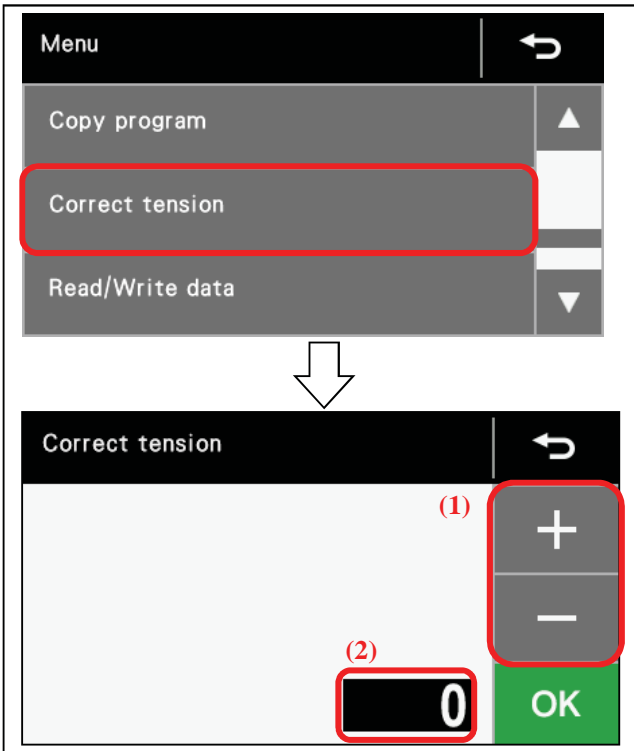 Menu
Copy program
Correct tension
Read/Write data
Correct tension
(1)
+
−
(2)
0
OK